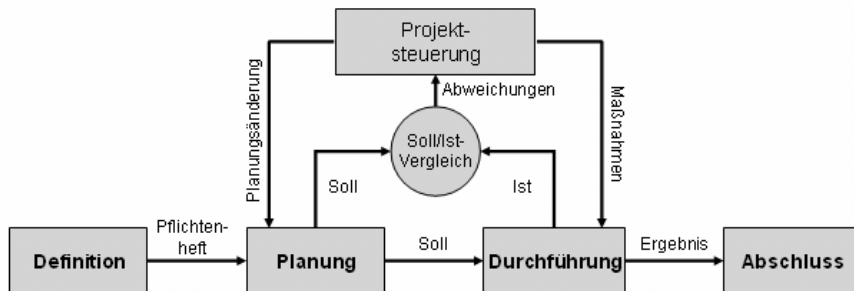 Projekt-
steuerung
Abweichungen
Planungsänderung
Maßnahmen
Soll/Ist-
Vergleich
Soll
Ist
Pflichten-
heft
Soll
Ergebnis
Definition
Planung
Durchführung
Abschluss